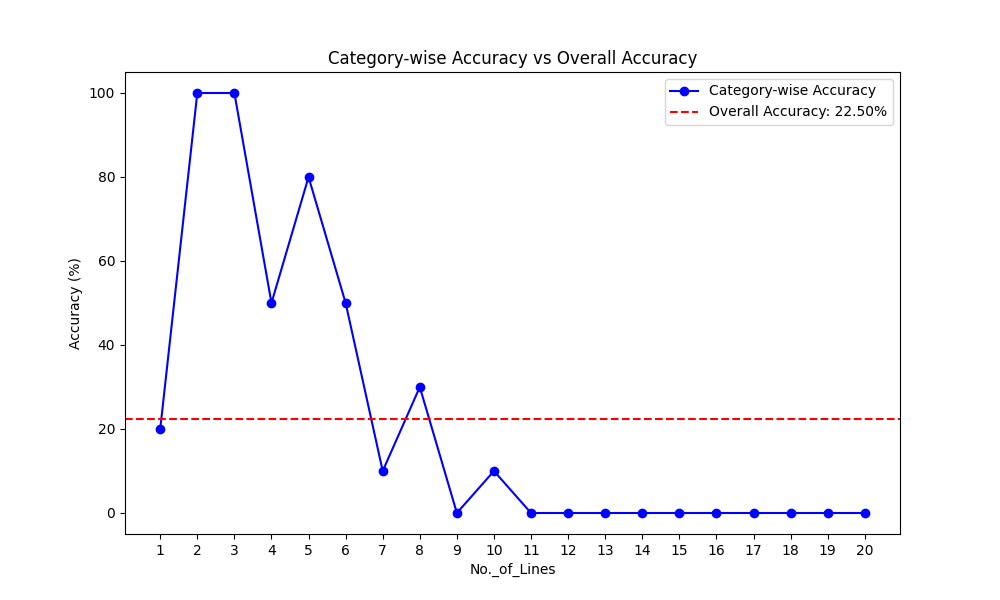 Category-wise Accuracy vs Overall Accuracy
Category-wise Accuracy
Overall Accuracy: 22.50%
Accuracy (%)
100
80
60
40
20
0
1 2 3 4 5 6 7 8 9 10 11 12 13 14 15 16 17 18 19 20
No._of_Lines